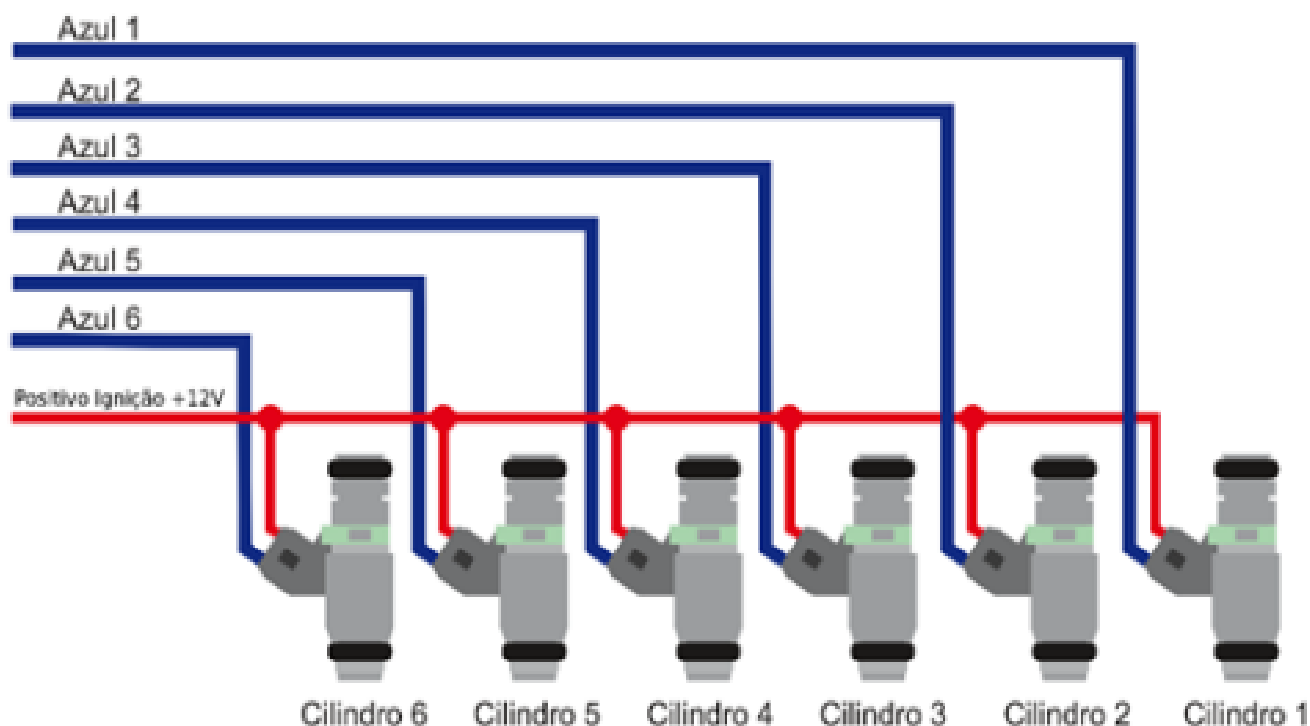 Azul 1
Azul 2
Azul 3
Azul 4
Azul 5
Azul 6
Positivo Ignição +12V
Cilindro 6 Cilindro 5 Cilindro 4 Cilindro 3 Cilindro 2 Cilindro 1